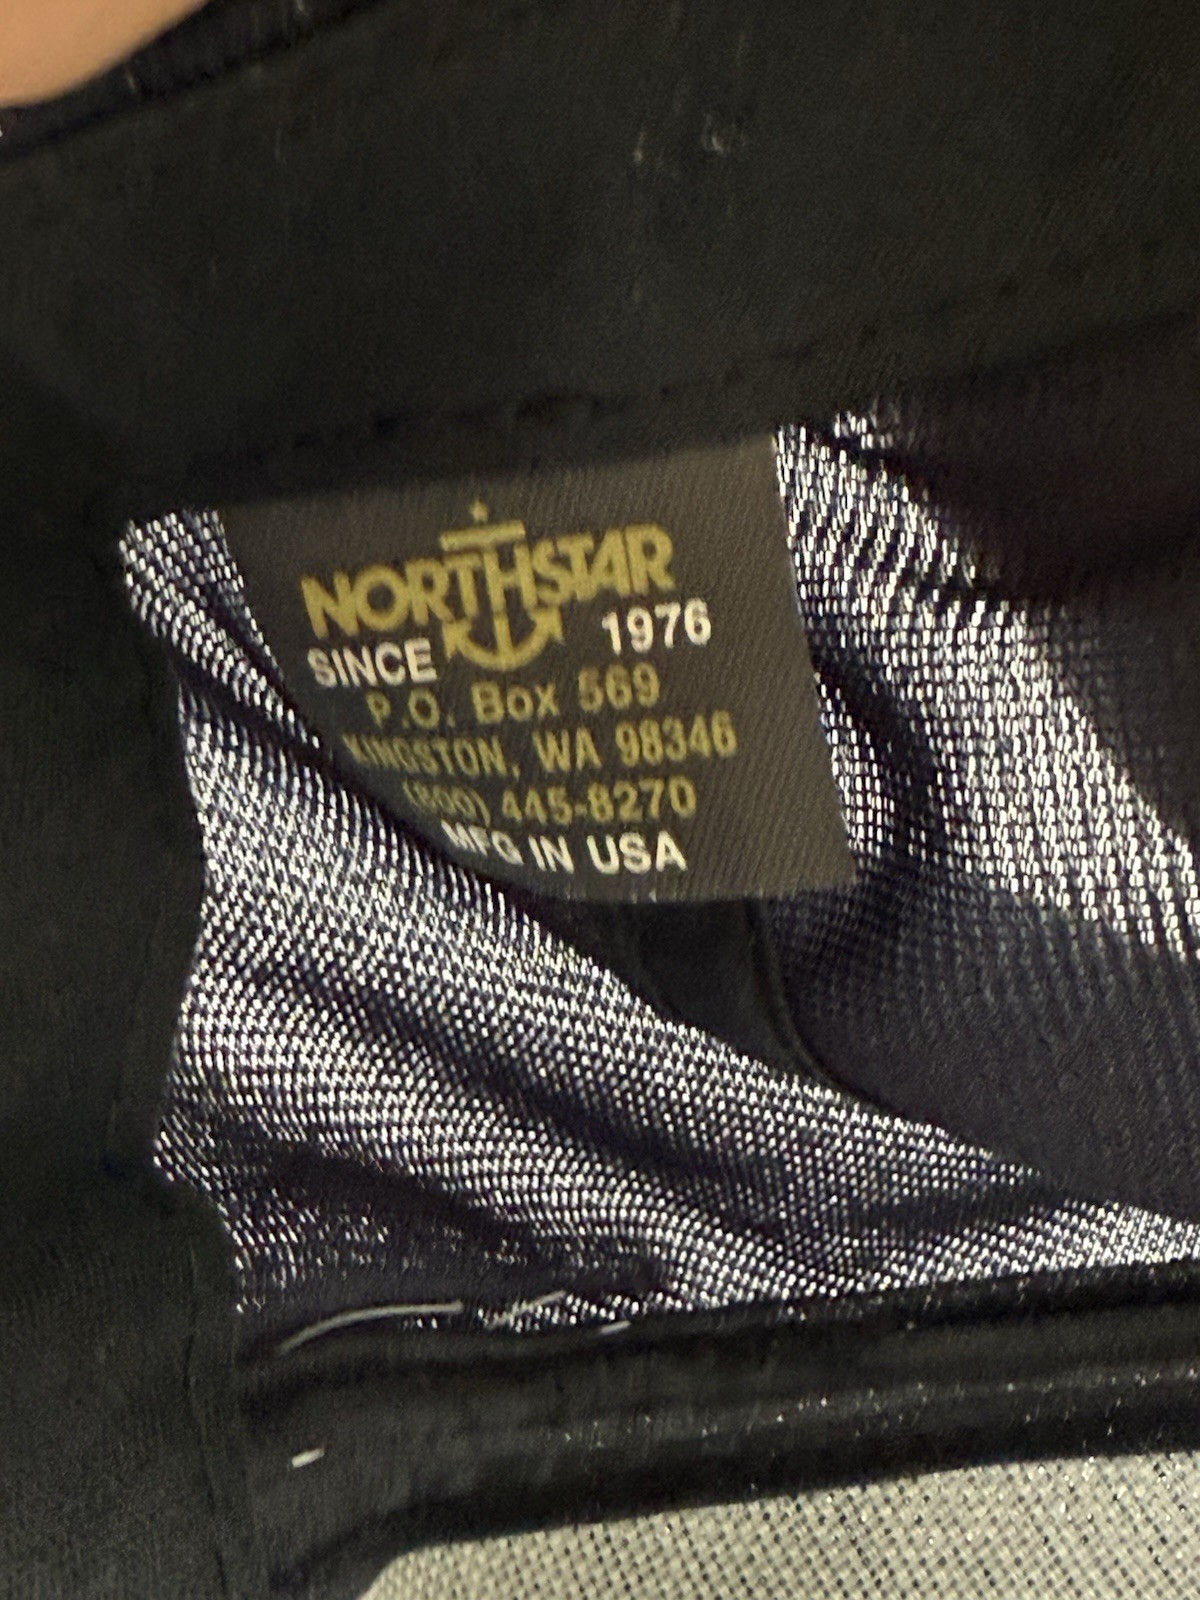 NORTHSTAR
SINCE 1976
P.O. Box 569
KINGSTON, WA 98346
(800) 445-8270
MFG IN USA